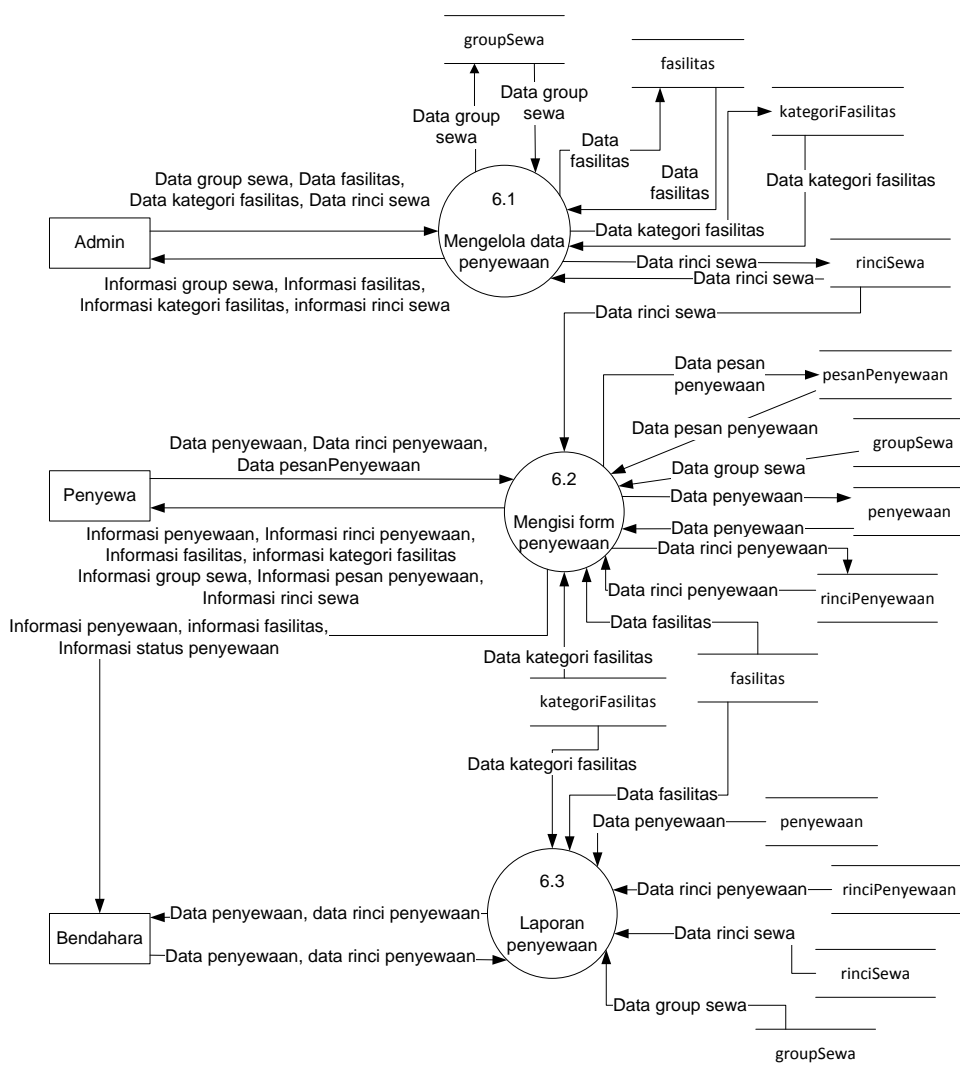 groupSewa
fasilitas
kategoriFasilitas
Data group
sewa
Data group
sewa
Data
fasilitas
Data
fasilitas
Data kategori fasilitas
Data group sewa, Data fasilitas,
Data kategori fasilitas, Data rinci sewa
6.1
Mengelola data
penyewaan
Data kategori fasilitas
Admin
Data rinci sewa
rinciSewa
Data rinci sewa
Informasi group sewa, Informasi fasilitas,
Informasi kategori fasilitas, informasi rinci sewa
Data rinci sewa
Data pesan
penyewaan
pesanPenyewaan
Data pesan penyewaan
Data penyewaan, Data rinci penyewaan,
Data pesanPenyewaan
groupSewa
Data group sewa
6.2
Mengisi form
penyewaan
Penyewa
Data penyewaan
penyewaan
Data penyewaan
Informasi penyewaan, Informasi rinci penyewaan,
Informasi fasilitas, informasi kategori fasilitas
Informasi group sewa, Informasi pesan penyewaan,
Informasi rinci sewa
Data rinci penyewaan
Data rinci penyewaan
rinciPenyewaan
Informasi penyewaan, informasi fasilitas,
Informasi status penyewaan
Data fasilitas
Data kategori fasilitas
fasilitas
kategoriFasilitas
Data kategori fasilitas
Data fasilitas
Data penyewaan
penyewaan
6.3
Laporan
penyewaan
Data rinci penyewaan
rinciPenyewaan
Data penyewaan, data rinci penyewaan
Bendahara
Data rinci sewa
Data penyewaan, data rinci penyewaan
rinciSewa
Data group sewa
groupSewa